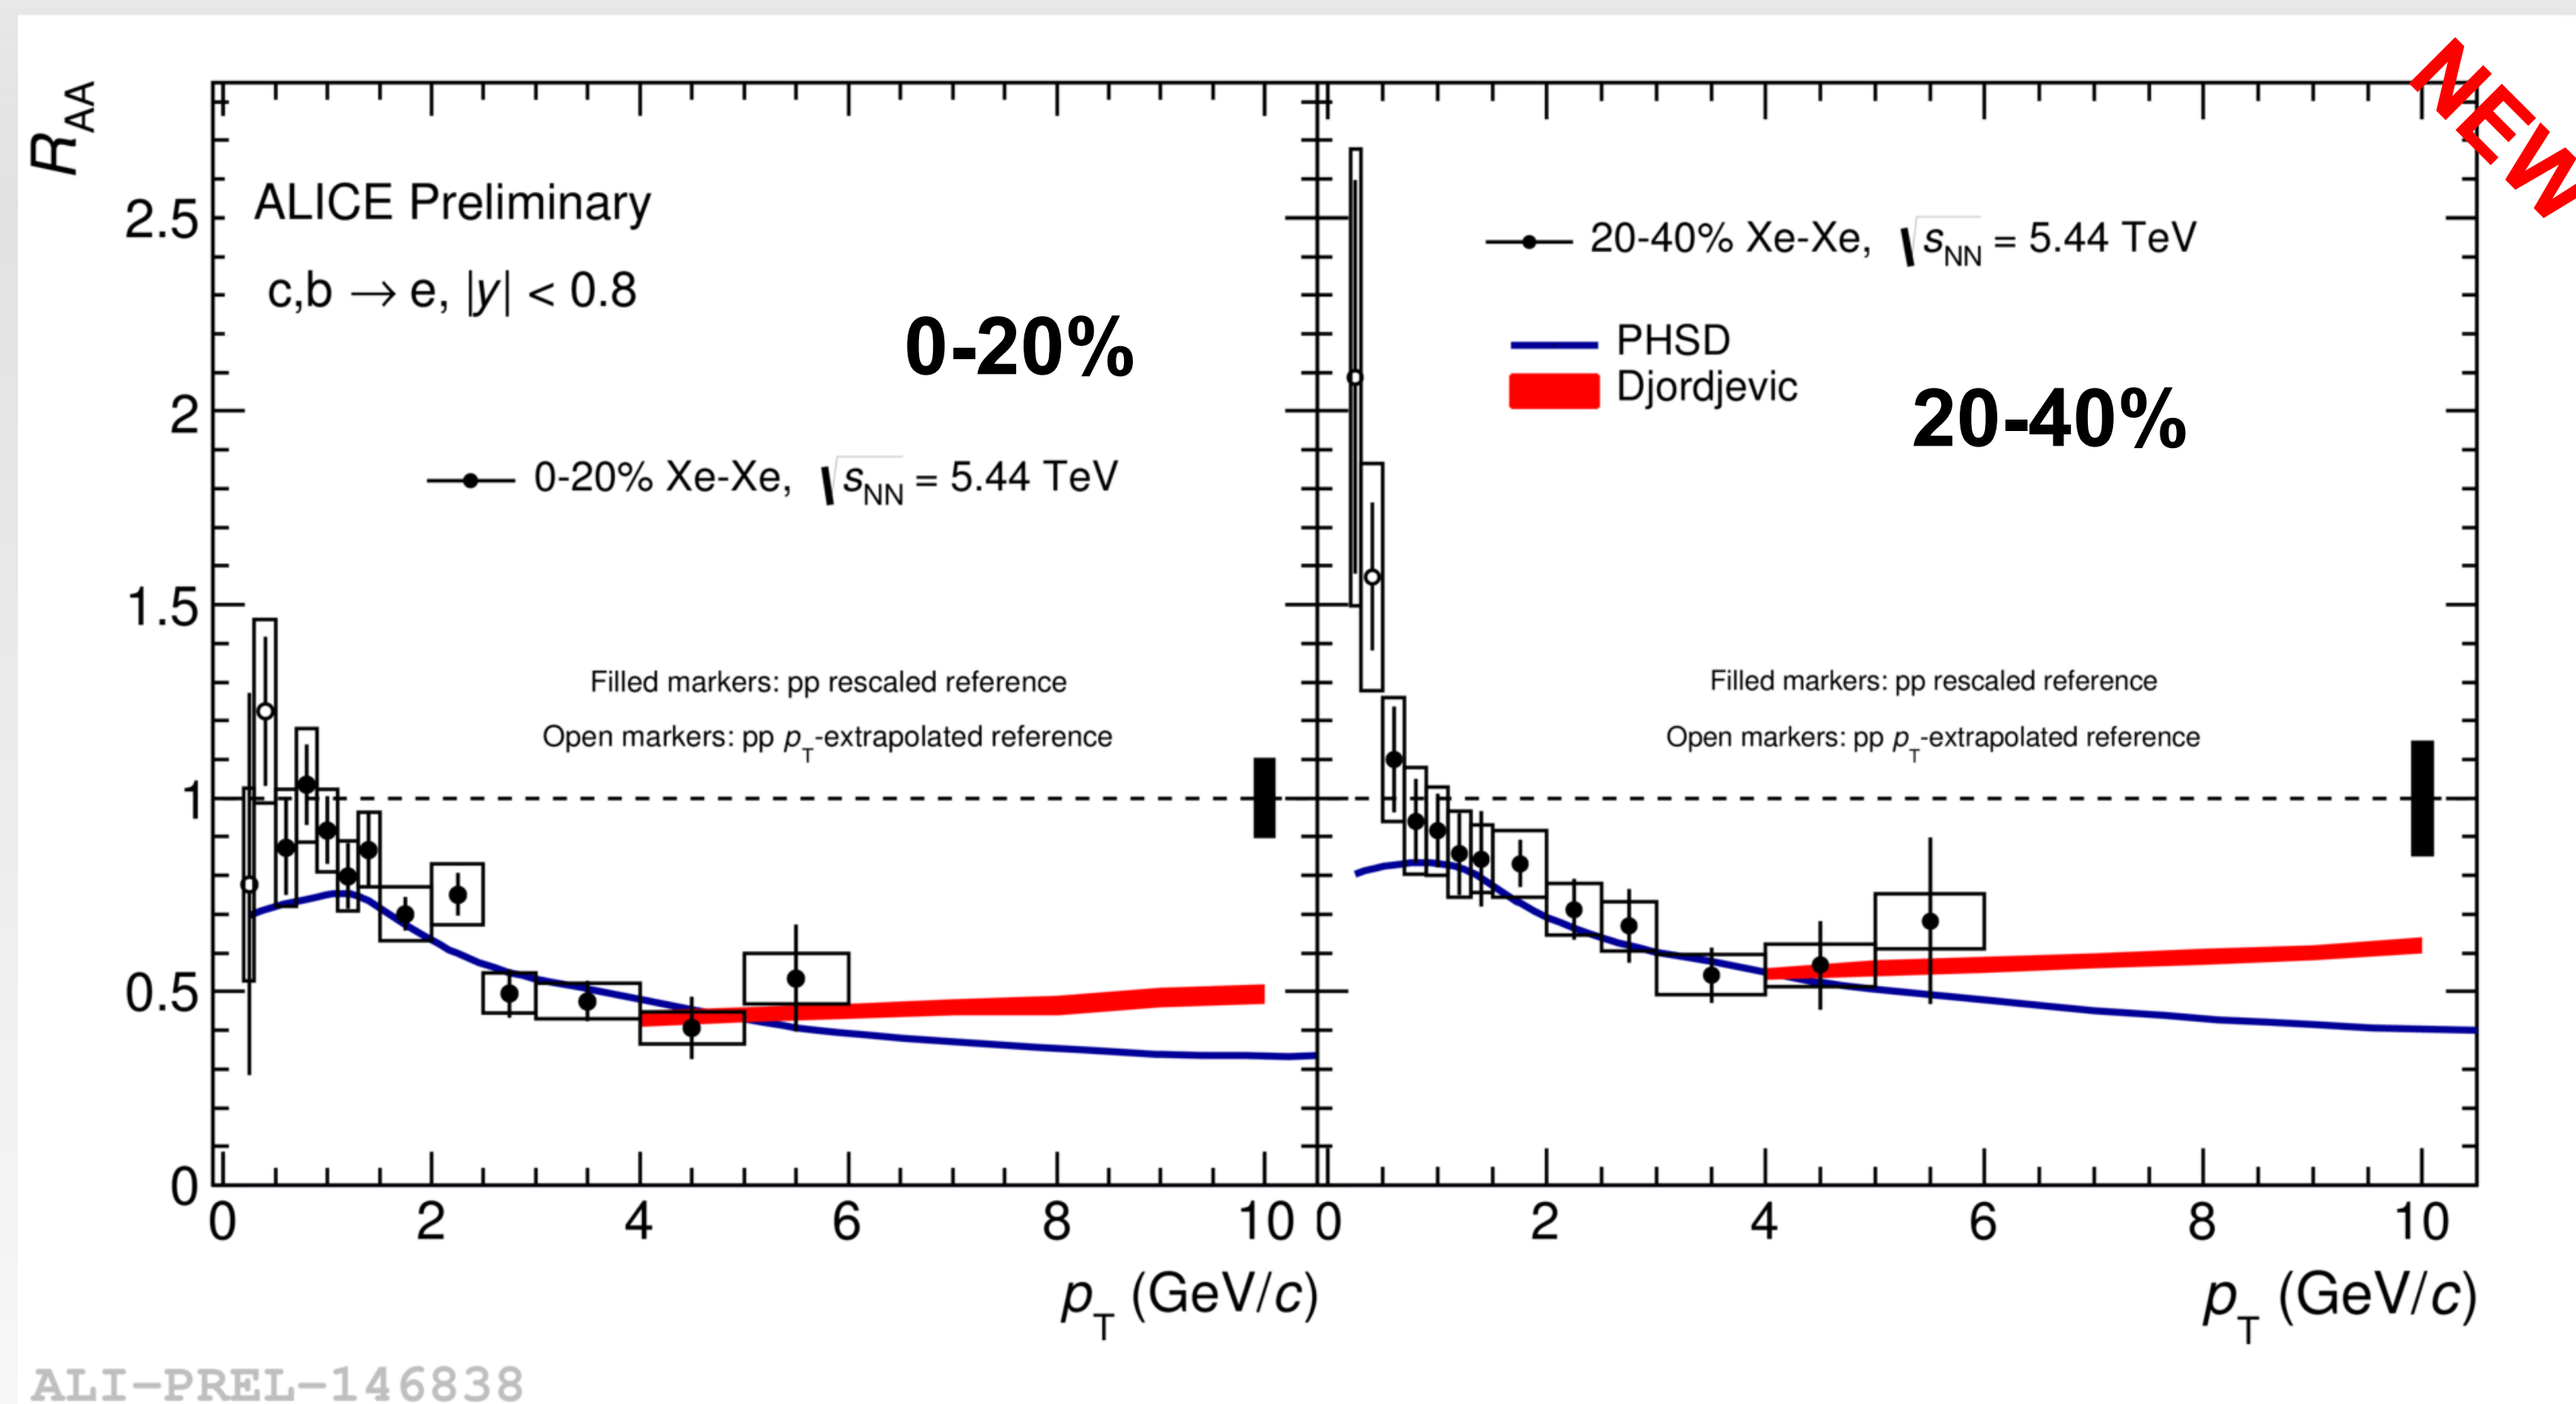 NEW
R_AA
ALICE Preliminary
c,b → e, |y| < 0.8
0-20%
0-20% Xe-Xe, √s_NN = 5.44 TeV
Filled markers: pp rescaled reference
Open markers: pp p_T-extrapolated reference
20-40% Xe-Xe, √s_NN = 5.44 TeV
PHSD
Djordjevic
20-40%
Filled markers: pp rescaled reference
Open markers: pp p_T-extrapolated reference
2.5
2
1.5
1
0.5
0
0 2 4 6 8 10 0 2 4 6 8 10
p_T (GeV/c) p_T (GeV/c)
ALI-PREL-146838